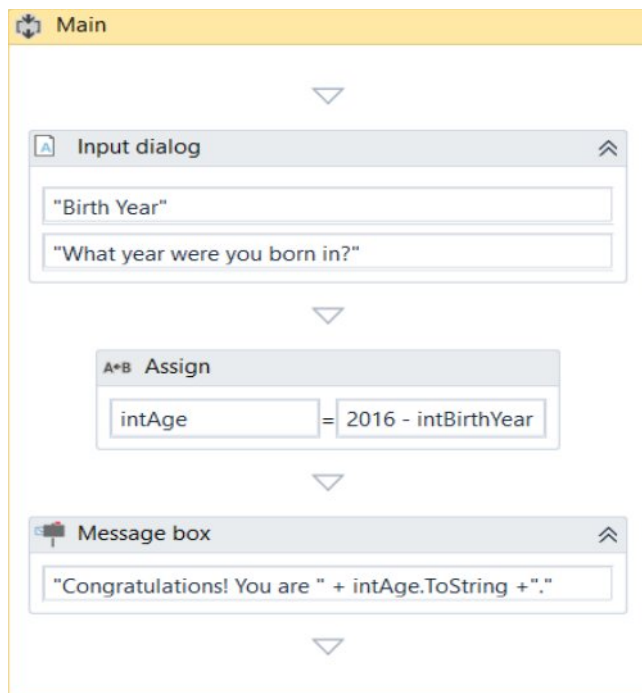 Main
Input dialog
"Birth Year"
"What year were you born in?"
A←B Assign
intAge = 2016 - intBirthYear
Message box
"Congratulations! You are " + intAge.ToString +"."